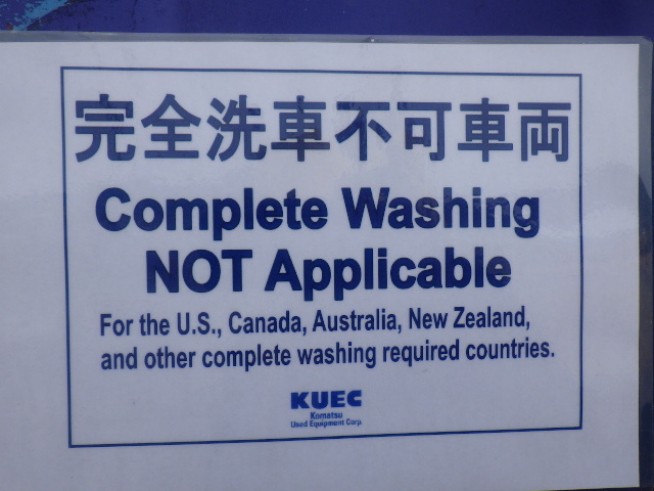 完全洗車不可車両
Complete Washing
NOT Applicable
For the U.S., Canada, Australia, New Zealand,
and other complete washing required countries.
KUEC
Komatsu
Used Equipment Corp.